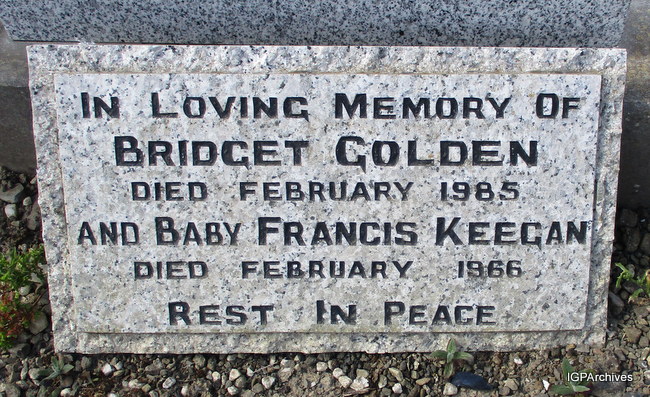 IN LOVING MEMORY OF
BRIDGET GOLDEN
DIED FEBRUARY 1985
AND BABY FRANCIS KEEGAN
DIED FEBRUARY 1966
REST IN PEACE
IGPArchives